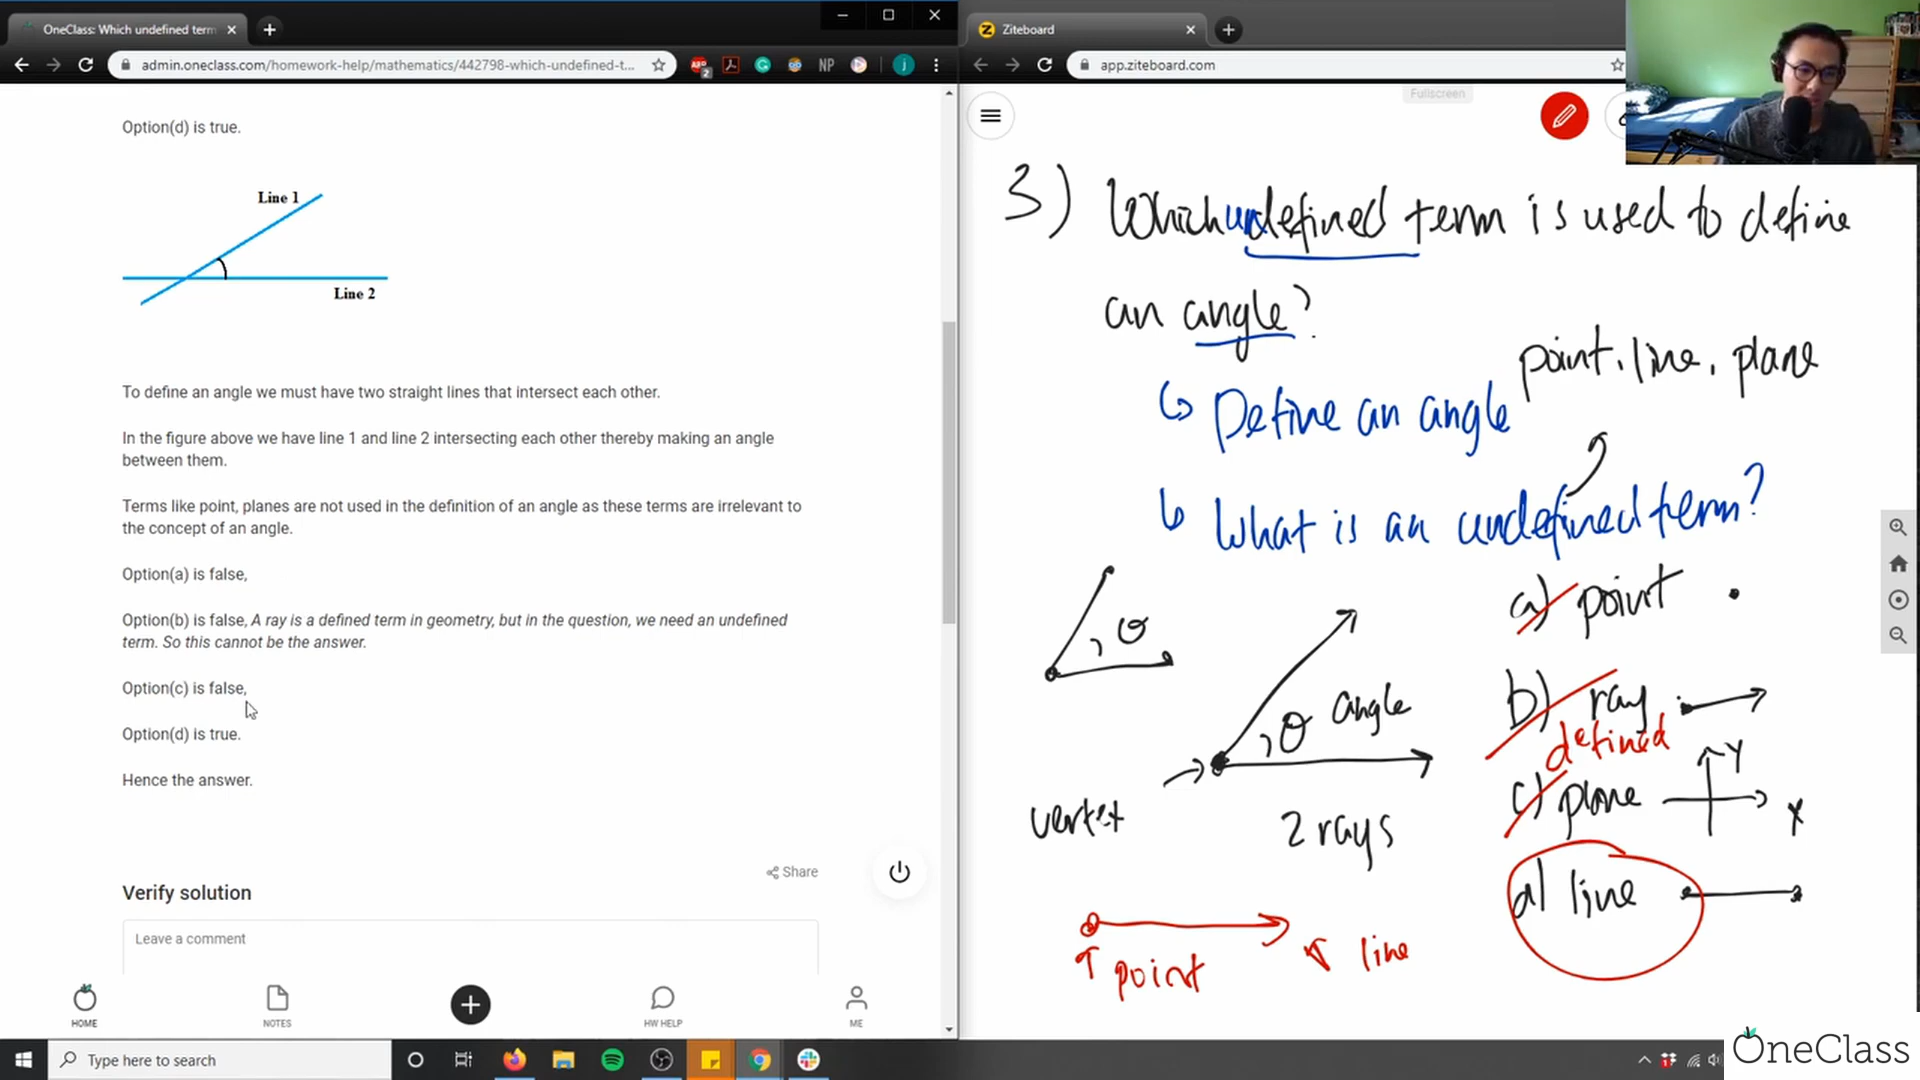 OneClass: Which undefined term
admin.oneclass.com/homework-help/mathematics/442798-which-undefined-t...
2
NP
j
Option(d) is true.
Line 1
Line 2
To define an angle we must have two straight lines that intersect each other.
In the figure above we have line 1 and line 2 intersecting each other thereby making an angle
between them.
Terms like point, planes are not used in the definition of an angle as these terms are irrelevant to
the concept of an angle.
Option(a) is false,
Option(b) is false, A ray is a defined term in geometry, but in the question, we need an undefined
term. So this cannot be the answer.
Option(c) is false,
Option(d) is true.
Hence the answer.
Share
Verify solution
Leave a comment
HOME
NOTES
HW HELP
ME
Type here to search
Ziteboard
app.ziteboard.com
Fullscreen
3) Which undefined term is used to define
an angle?
point, line, plane
Define an angle
What is an undefined term?
θ
a) point
θ angle
b) ray
defined
Y
c) plane
X
vertex
2 rays
d) line
point
line
OneClass